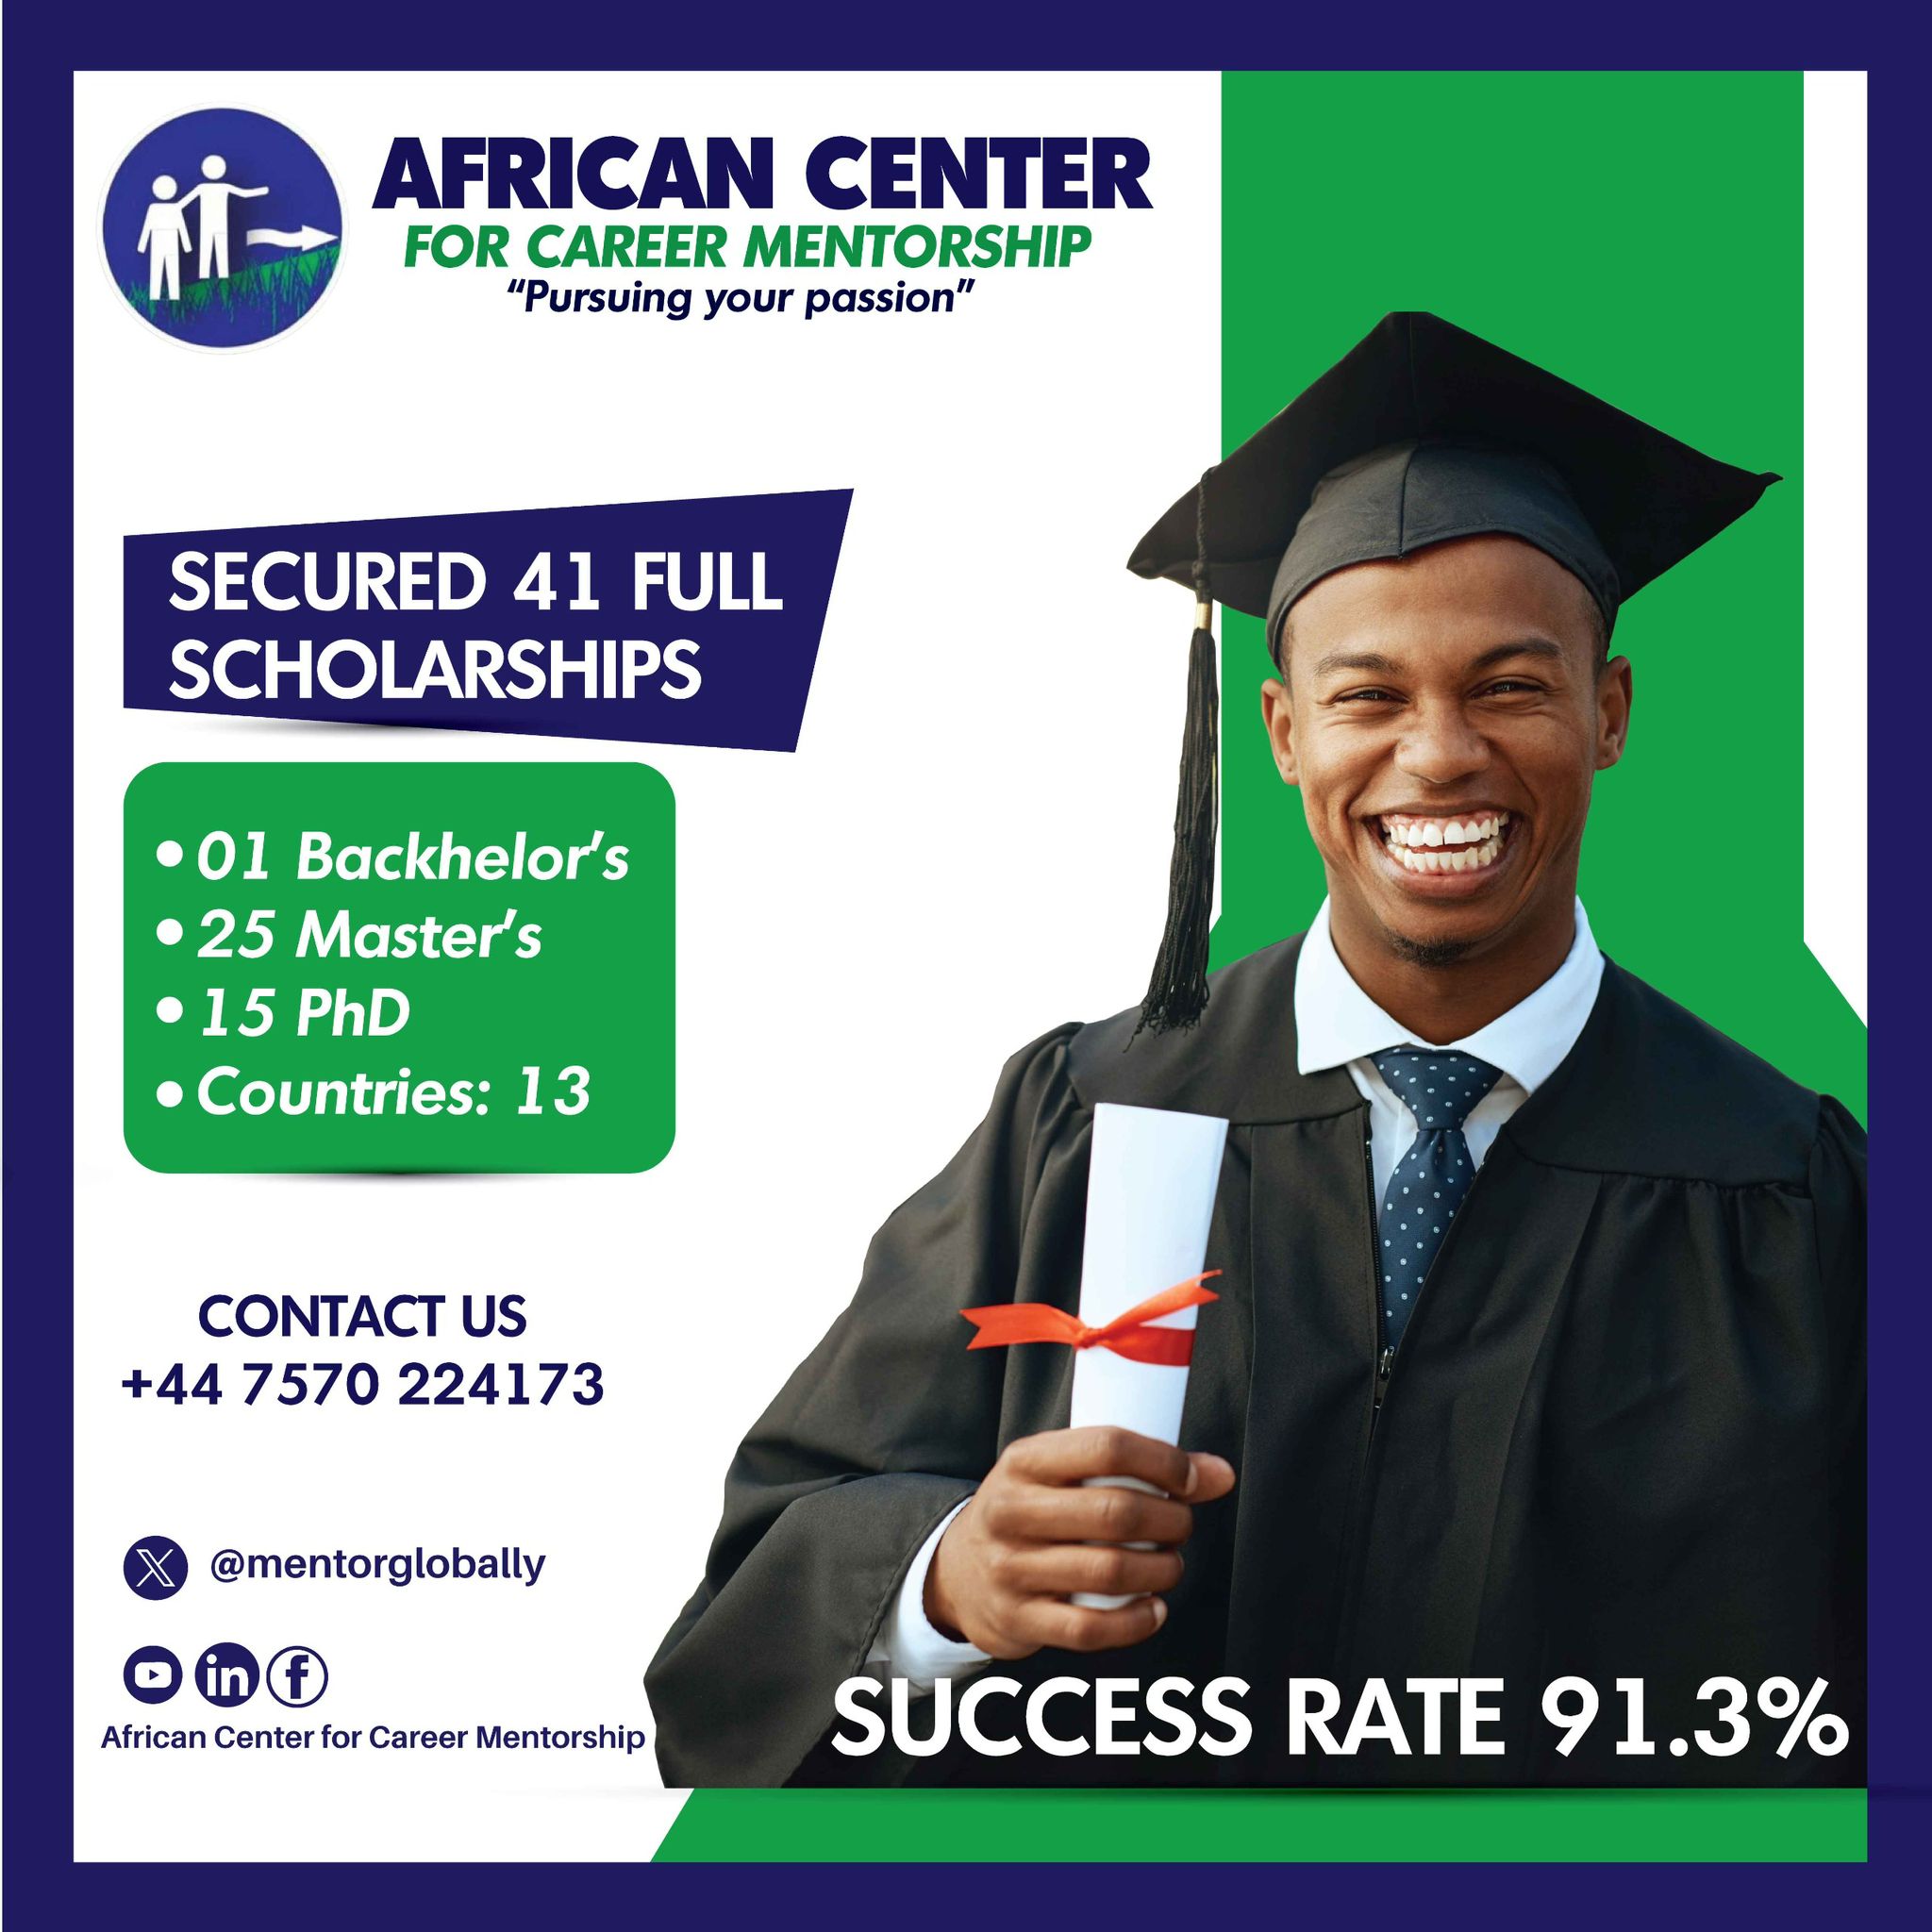 AFRICAN CENTER
FOR CAREER MENTORSHIP
“Pursuing your passion”
SECURED 41 FULL
SCHOLARSHIPS
• 01 Backhelor’s
• 25 Master’s
• 15 PhD
• Countries: 13
CONTACT US
+44 7570 224173
@mentorglobally
in f
African Center for Career Mentorship
SUCCESS RATE 91.3%